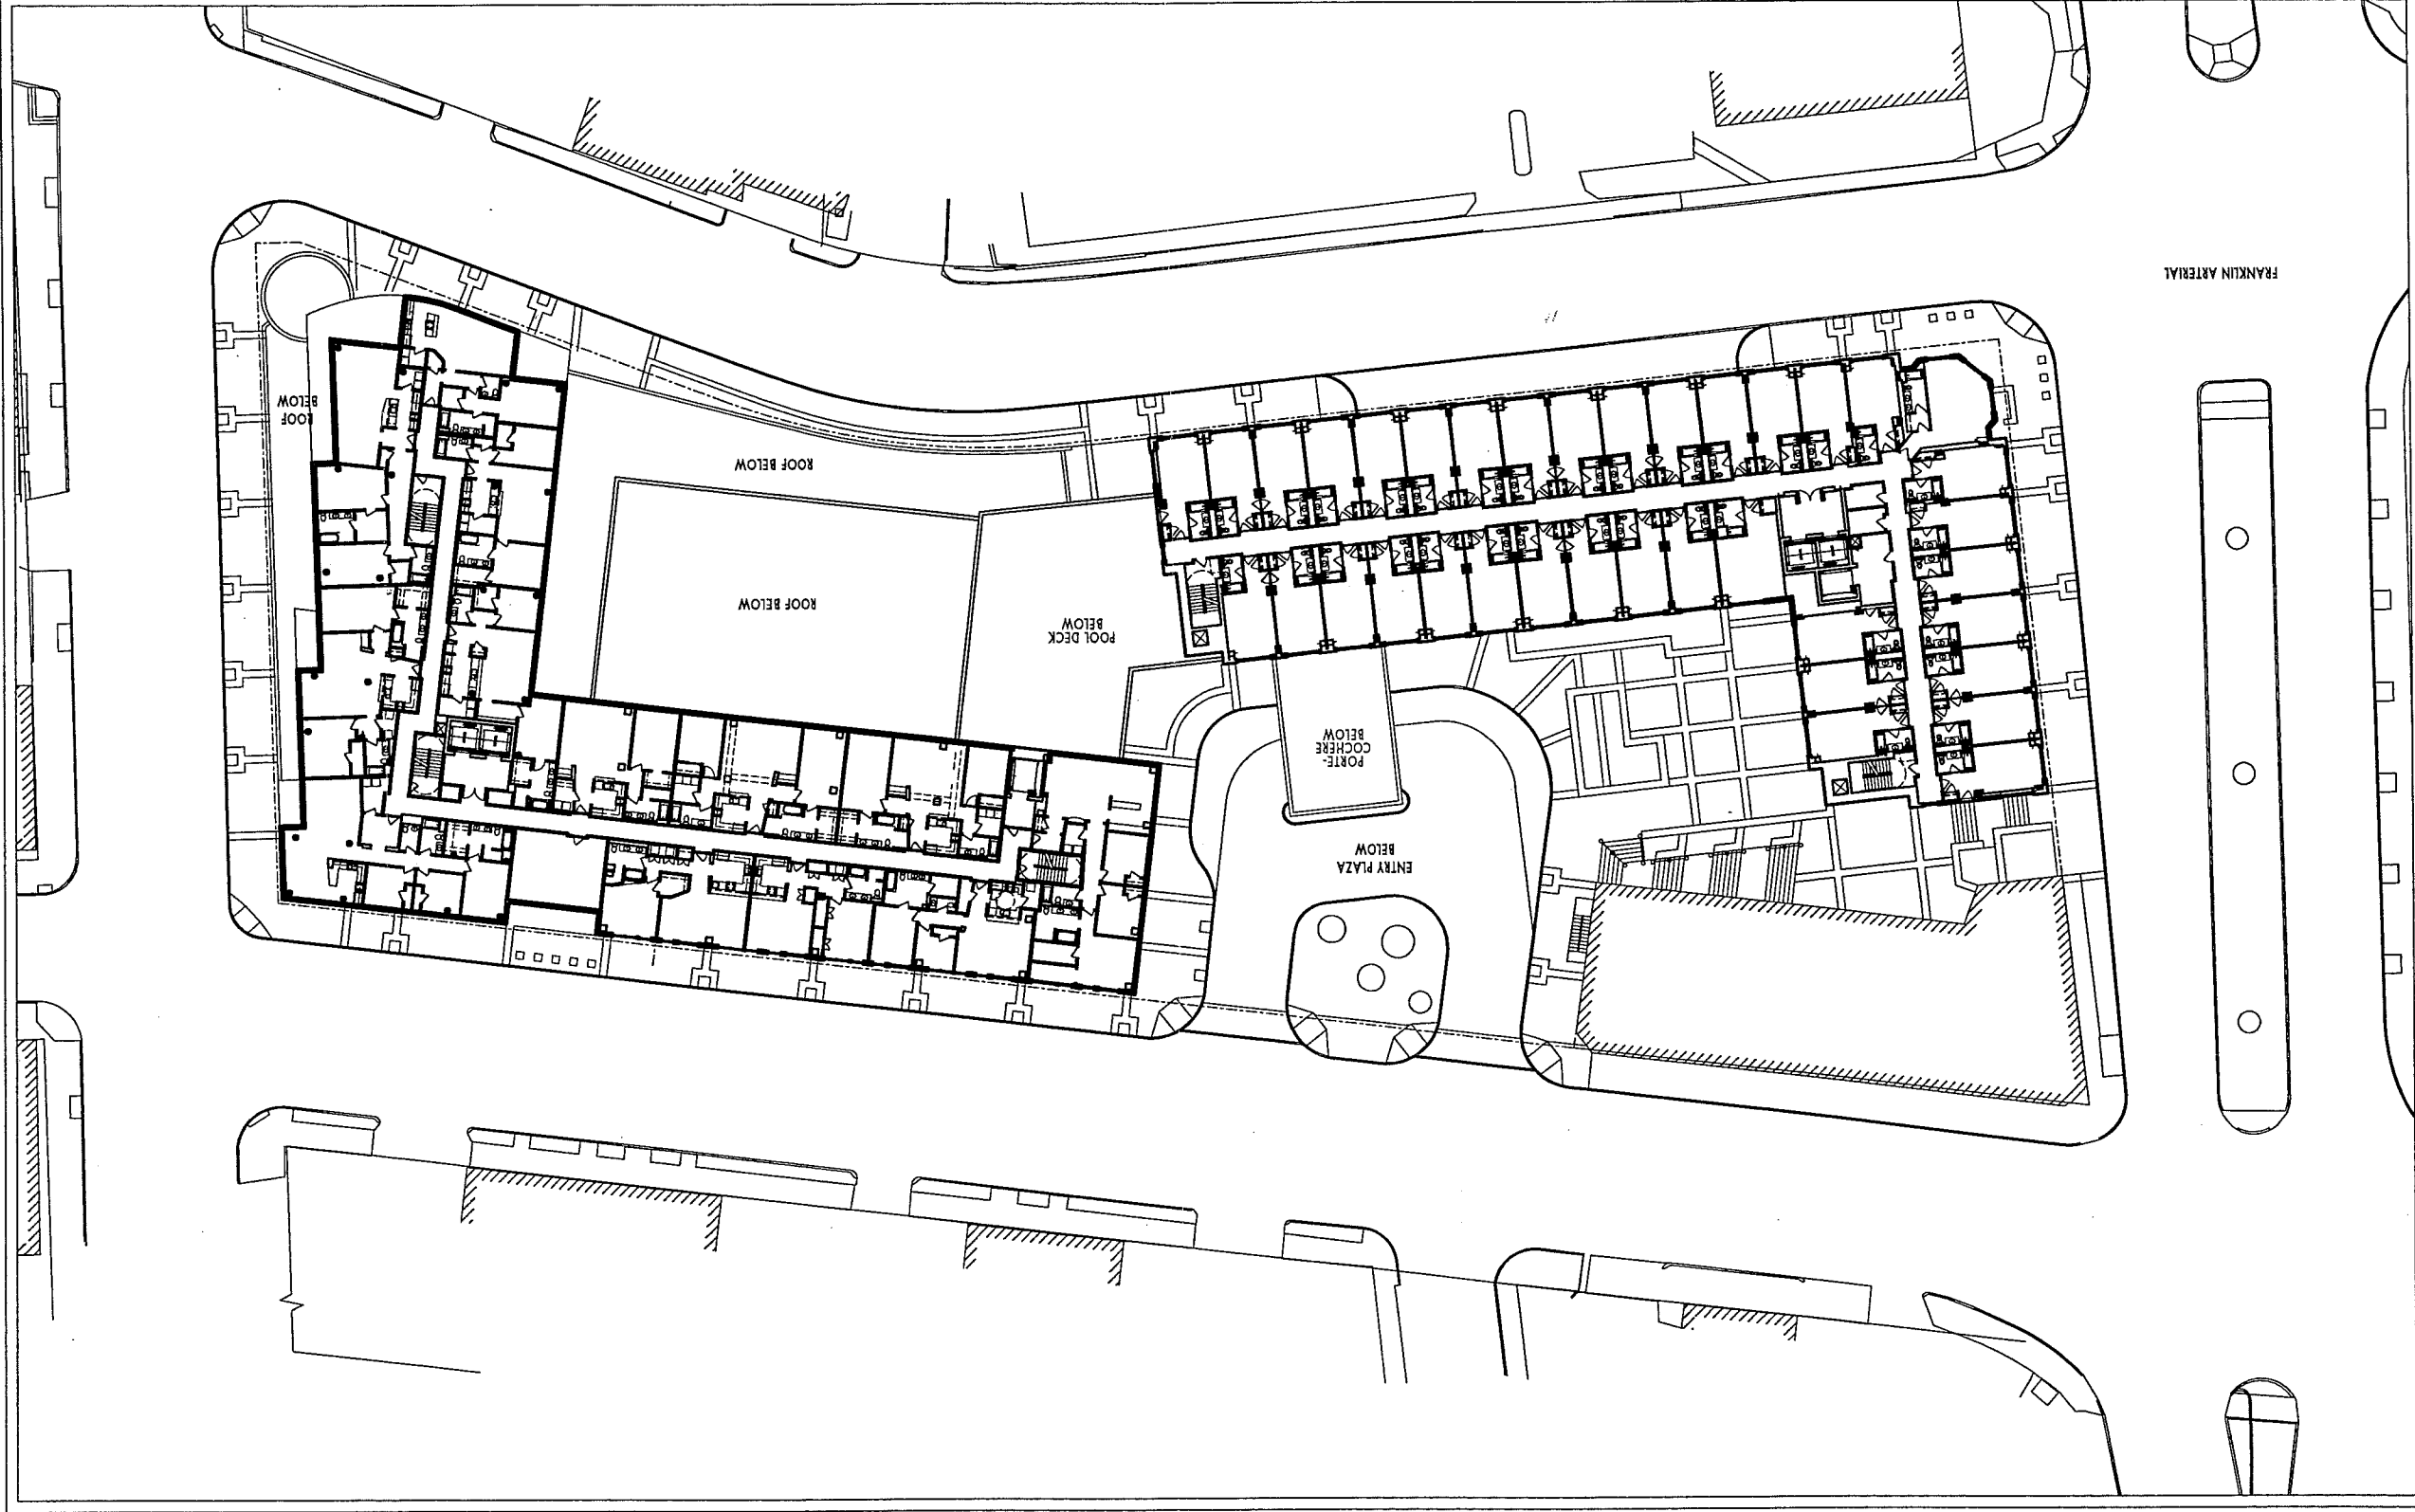 FRANKLIN ARTERIAL
ROOF
BELOW
ROOF BELOW
ROOF BELOW
POOL DECK
BELOW
PORTE-
COCHERE
BELOW
ENTRY PLAZA
BELOW